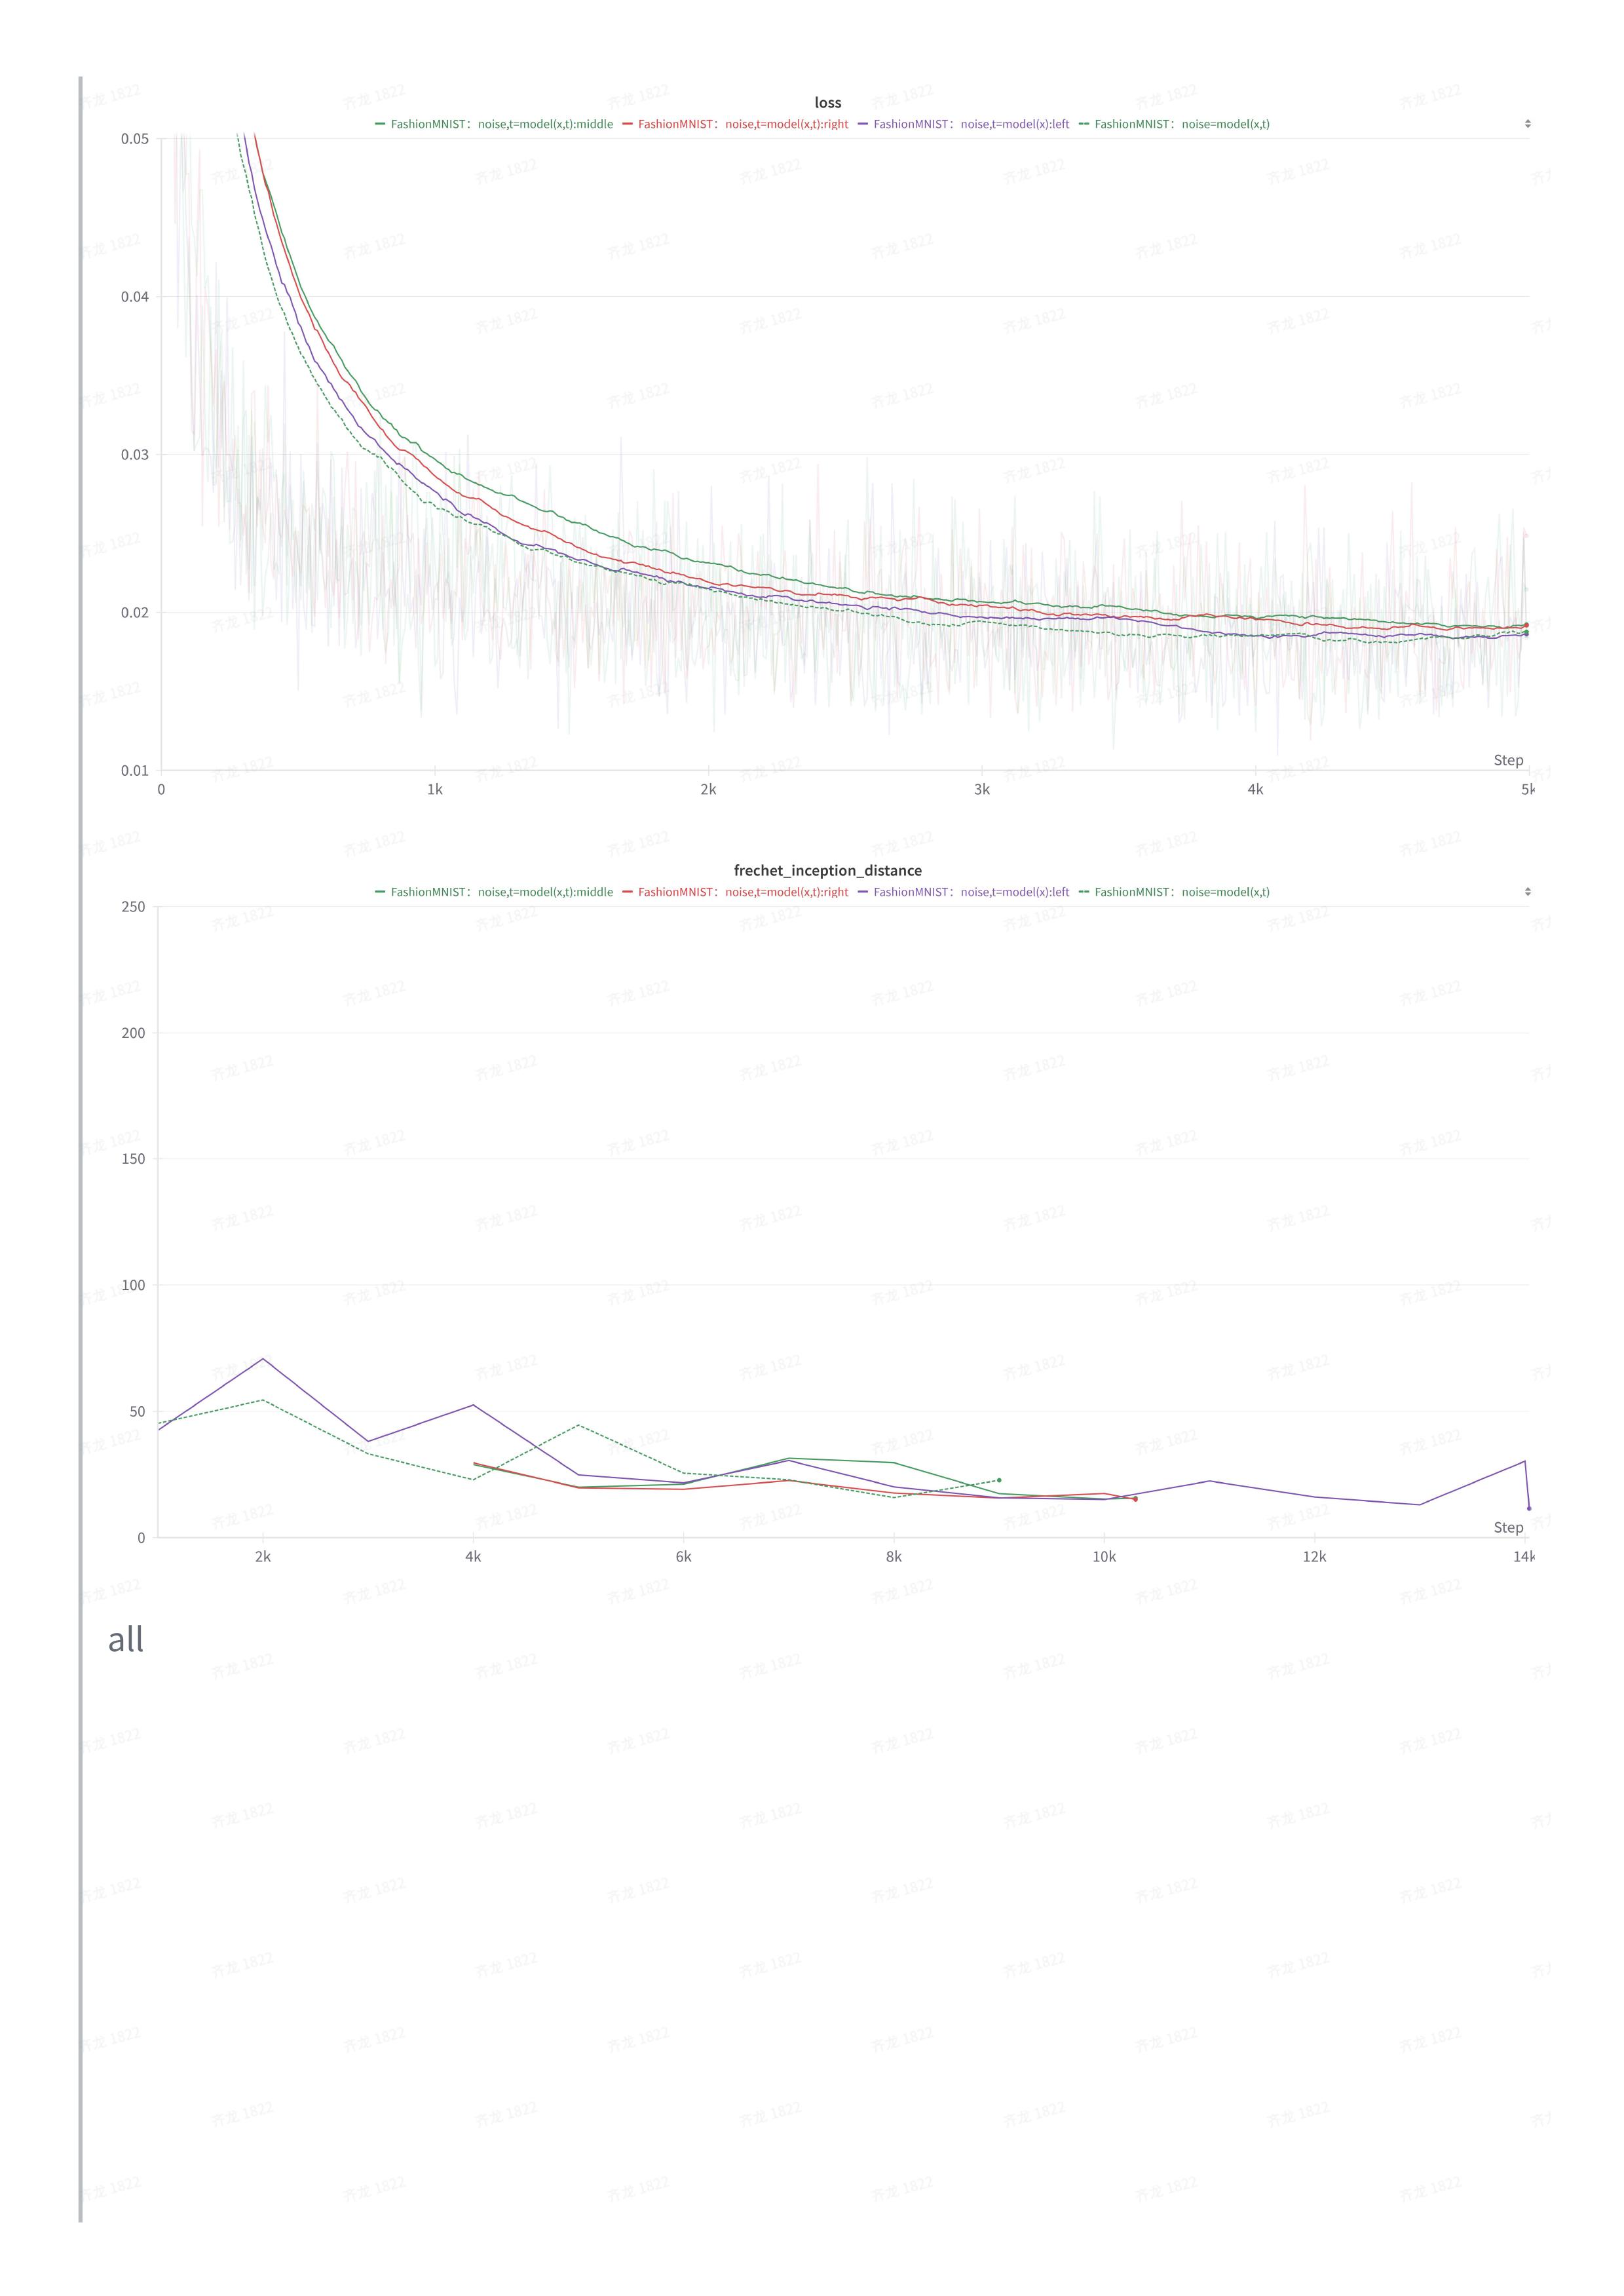 loss
FashionMNIST： noise,t=model(x,t):middle FashionMNIST： noise,t=model(x,t):right FashionMNIST： noise,t=model(x):left FashionMNIST： noise=model(x,t)
0.05
0.04
0.03
0.02
0.01
Step
0 1k 2k 3k 4k 5k
frechet_inception_distance
FashionMNIST： noise,t=model(x,t):middle FashionMNIST： noise,t=model(x,t):right FashionMNIST： noise,t=model(x):left FashionMNIST： noise=model(x,t)
250
200
150
100
50
0
Step
2k 4k 6k 8k 10k 12k 14k
all
齐龙 1822